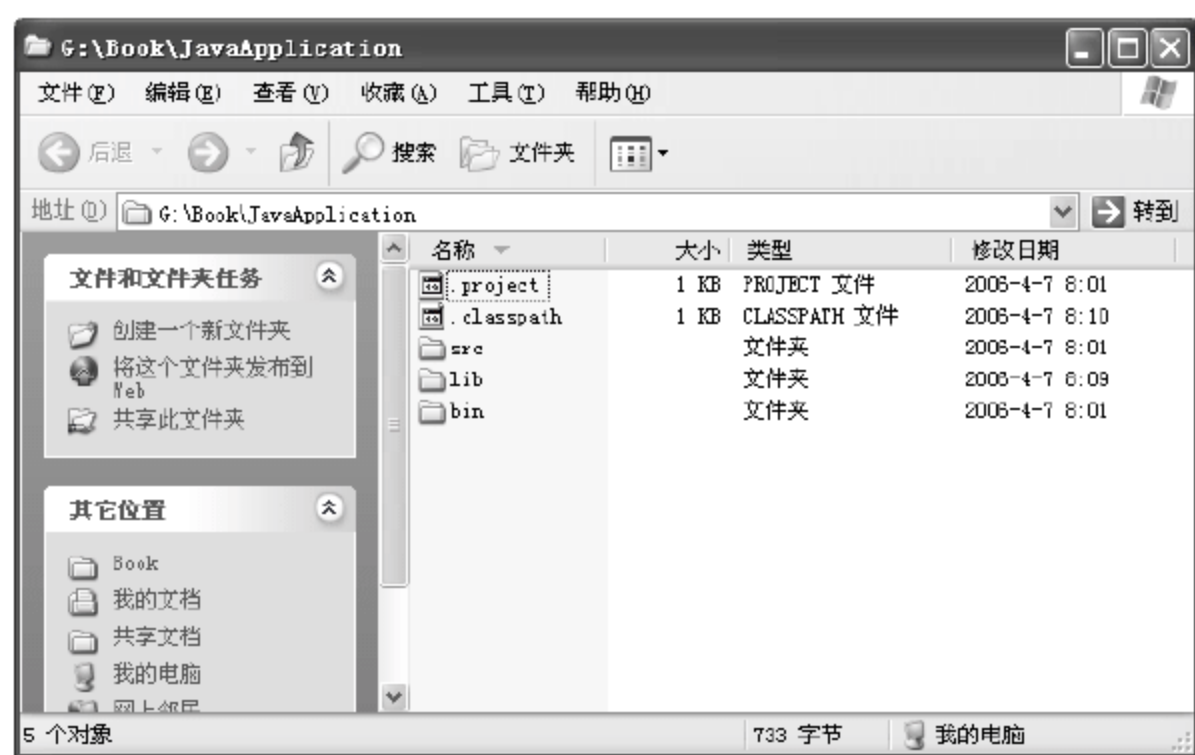 G:\Book\JavaApplication
文件(F) 编辑(E) 查看(V) 收藏(A) 工具(T) 帮助(H)
后退 搜索 文件夹
地址(D) G:\Book\JavaApplication 转到
名称 大小 类型 修改日期
文件和文件夹任务
创建一个新文件夹
将这个文件夹发布到
Web
共享此文件夹
.project 1 KB PROJECT 文件 2006-4-7 8:01
.classpath 1 KB CLASSPATH 文件 2006-4-7 8:10
src 文件夹 2006-4-7 8:01
lib 文件夹 2006-4-7 8:09
bin 文件夹 2006-4-7 8:01
其它位置
Book
我的文档
共享文档
我的电脑
网上邻居
5 个对象 733 字节 我的电脑